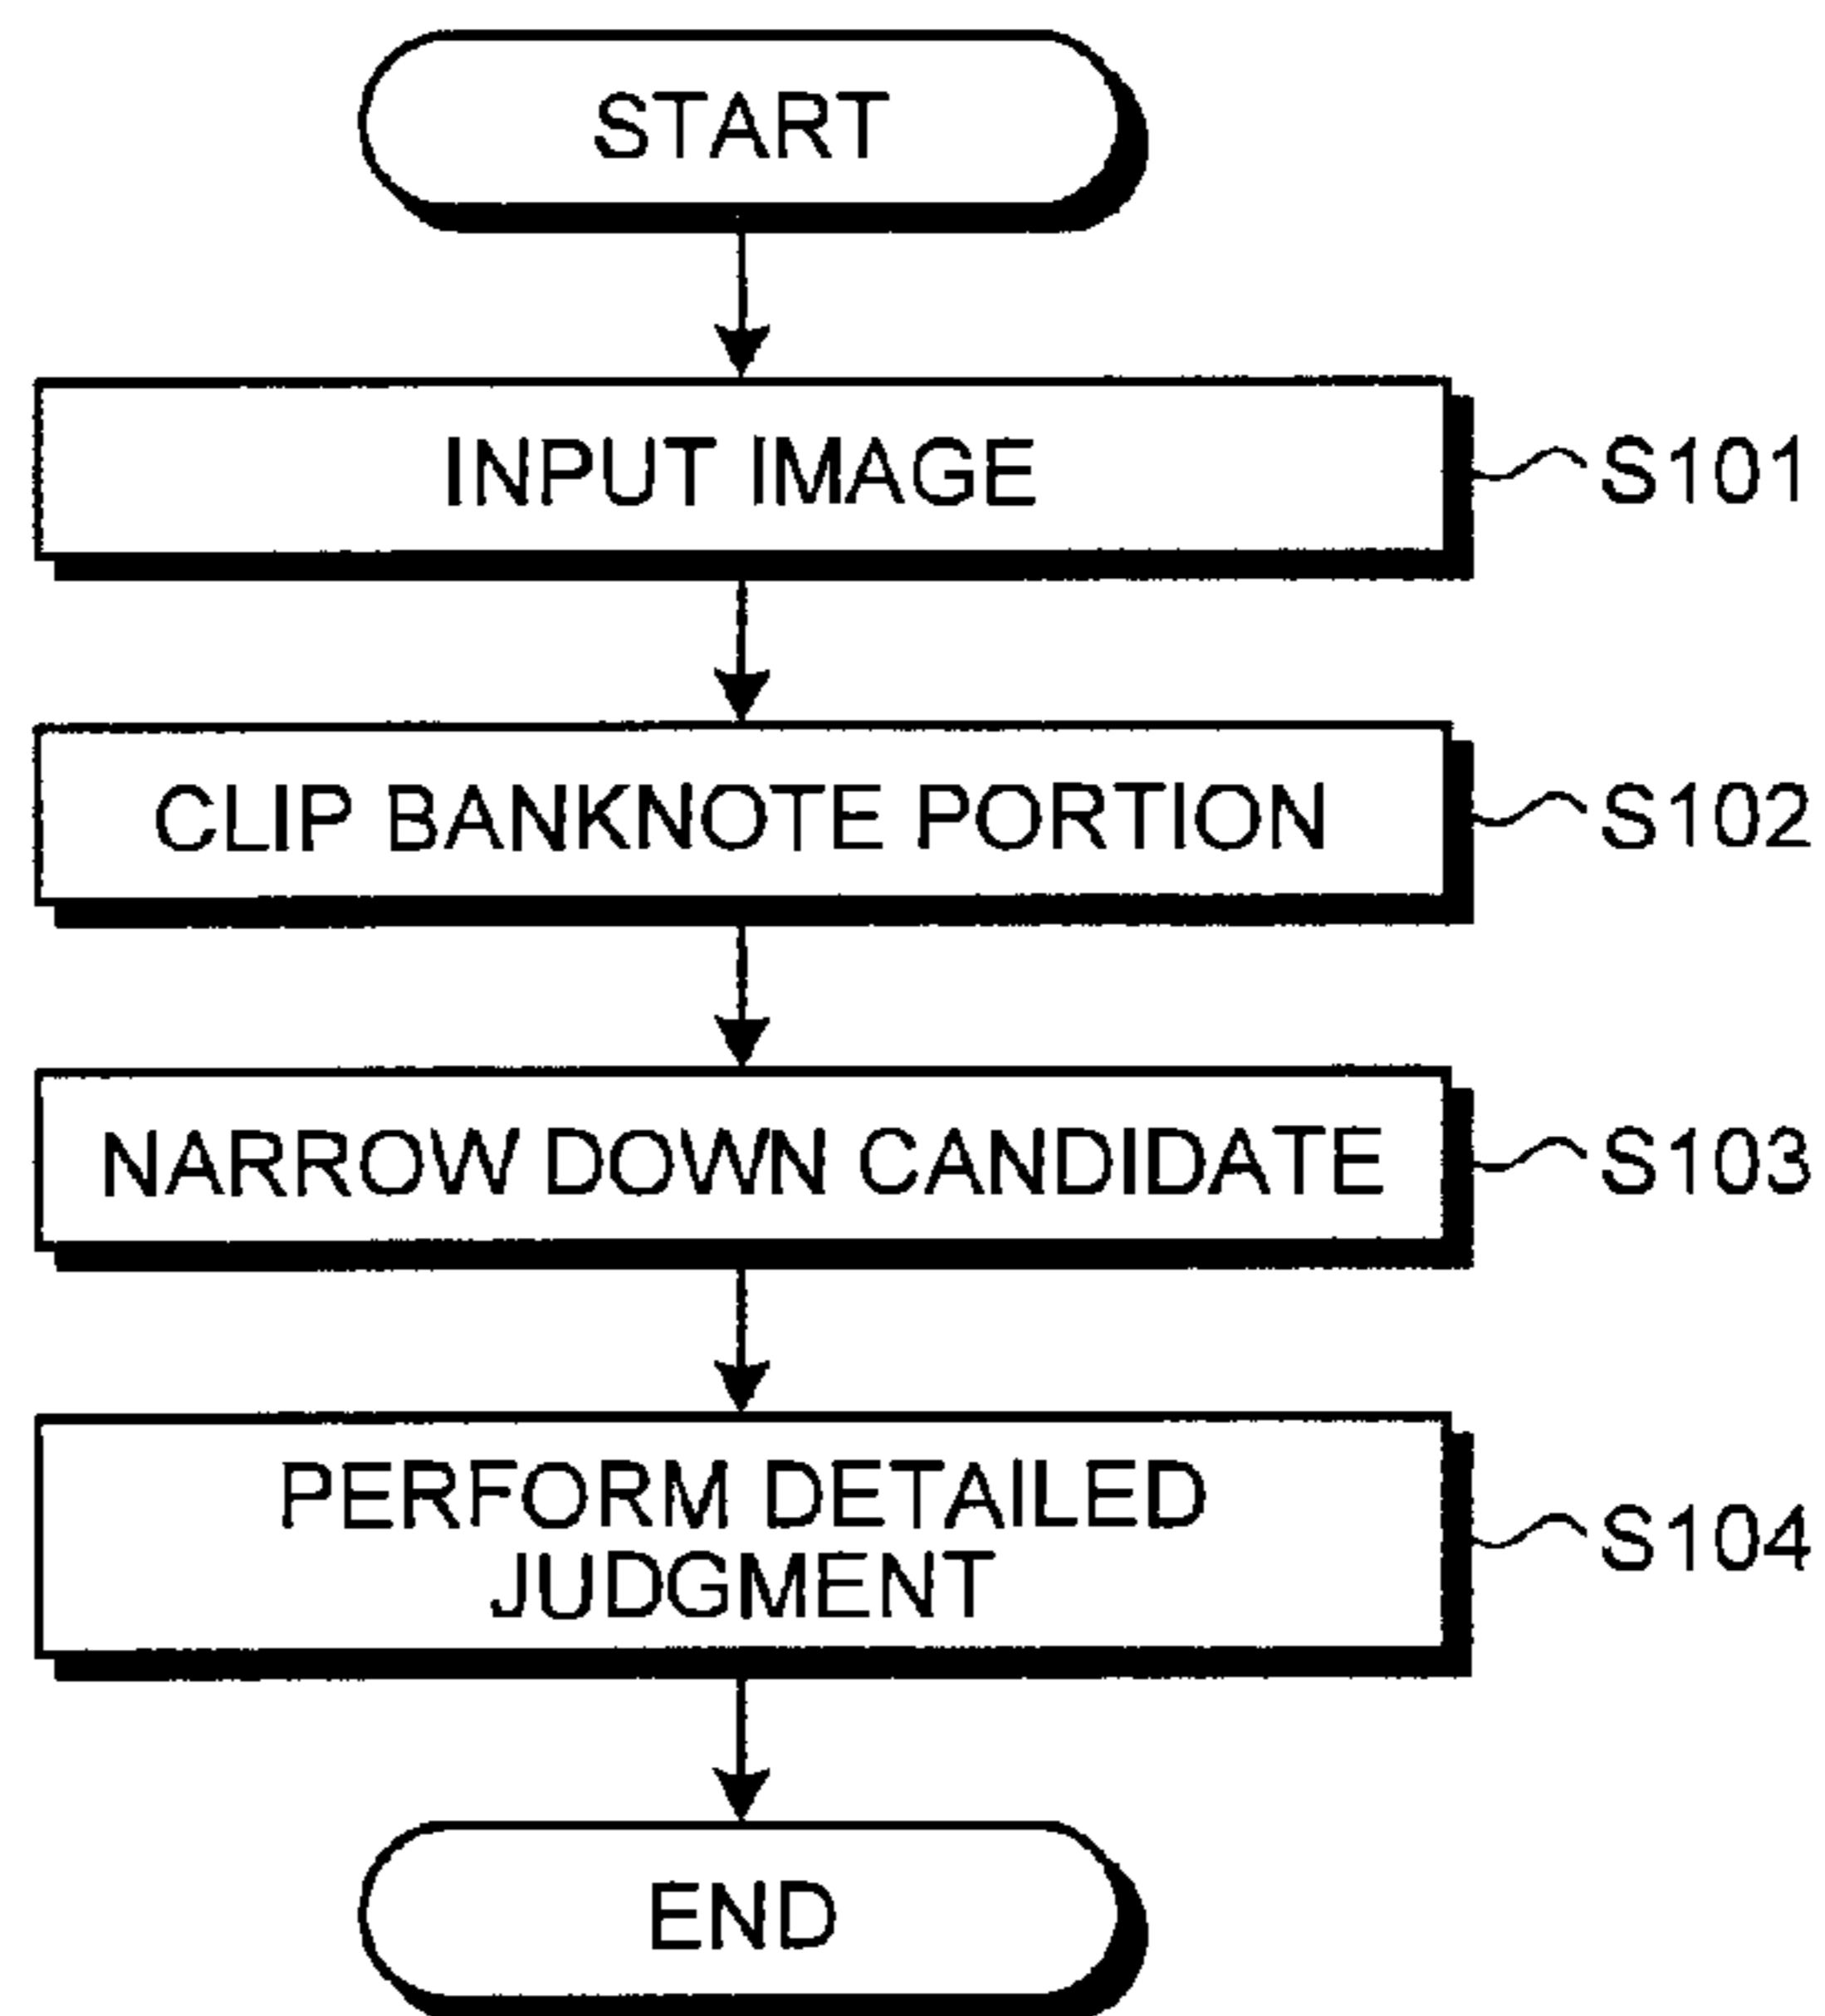 START
INPUT IMAGE
S101
CLIP BANKNOTE PORTION
S102
NARROW DOWN CANDIDATE
S103
PERFORM DETAILED
JUDGMENT
S104
END